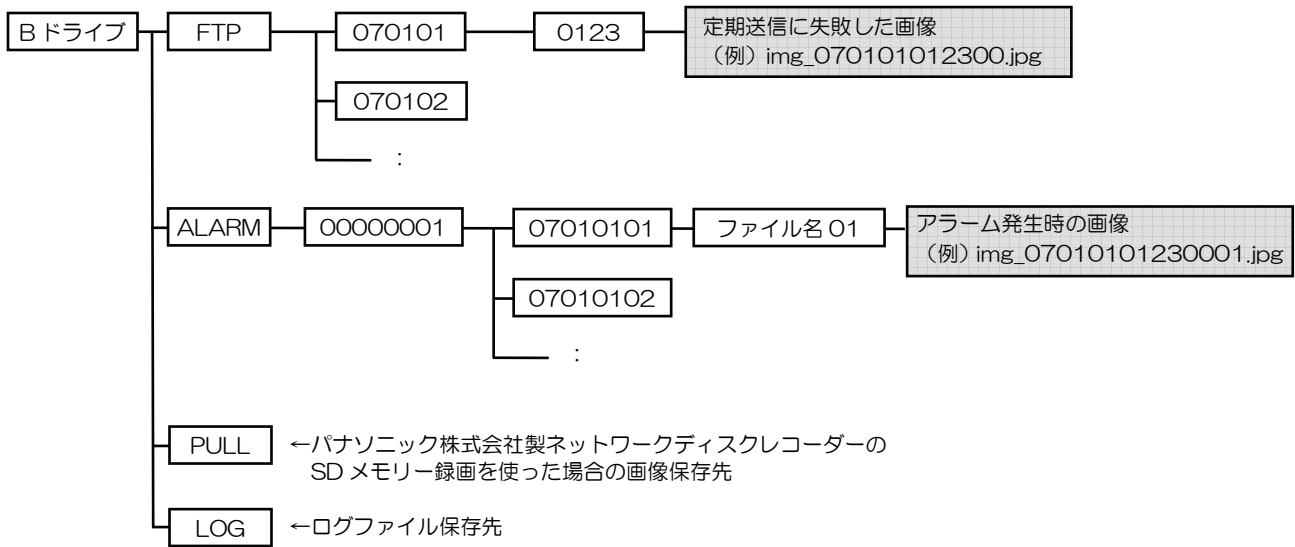 B ドライブ
FTP
070101
0123
定期送信に失敗した画像
（例）img_070101012300.jpg
070102
：
ALARM
00000001
07010101
ファイル名 01
アラーム発生時の画像
（例）img_07010101230001.jpg
07010102
：
PULL
←パナソニック株式会社製ネットワークディスクレコーダーの
SD メモリー録画を使った場合の画像保存先
LOG
←ログファイル保存先